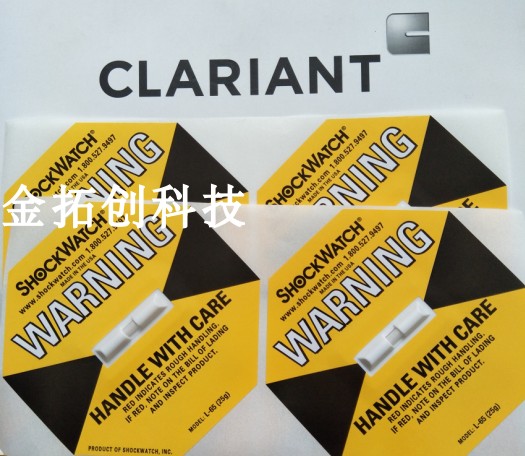 CLARIANT
SHOCKWATCH®
www.shockwatch.com 1.800.527.9497
MADE IN THE USA
WARNING
SHOCKWATCH®
shockwatch.com 1.800.527.9497
MADE IN THE USA
WARNING
金拓创科技
SHOCKWATCH®
www.shockwatch.com 1.800.527.9497
MADE IN THE USA
WARNING
HANDLE WITH CARE
RED INDICATES ROUGH HANDLING.
IF RED, NOTE ON THE BILL OF LADING
AND INSPECT PRODUCT.
MODEL: L-65 (25g)
PRODUCT OF SHOCKWATCH, INC.
SHOCKWATCH®
www.shockwatch.com 1.800.527.9497
MADE IN THE USA
WARNING
HANDLE WITH CARE
RED INDICATES ROUGH HANDLING.
IF RED, NOTE ON THE BILL OF LADING
AND INSPECT PRODUCT.
MODEL: L-65 (25g)